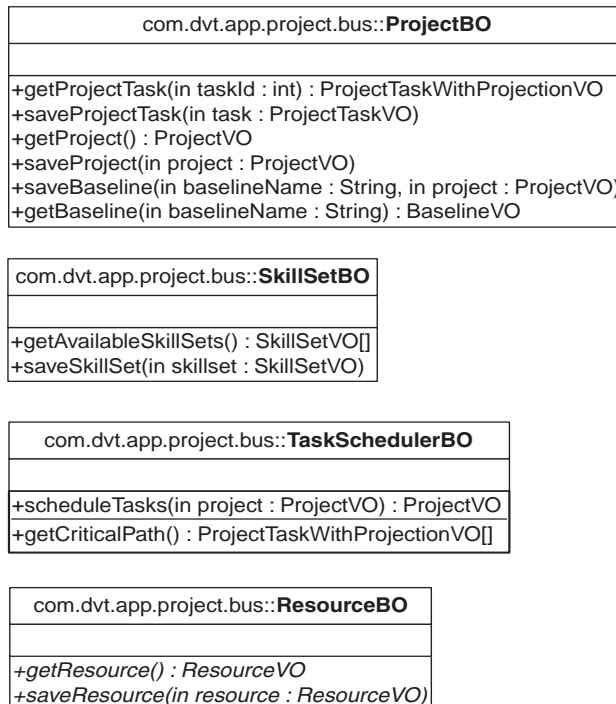 com.dvt.app.project.bus::ProjectBO
+getProjectTask(in taskId : int) : ProjectTaskWithProjectionVO
+saveProjectTask(in task : ProjectTaskVO)
+getProject() : ProjectVO
+saveProject(in project : ProjectVO)
+saveBaseline(in baselineName : String, in project : ProjectVO)
+getBaseline(in baselineName : String) : BaselineVO
com.dvt.app.project.bus::SkillSetBO
+getAvailableSkillSets() : SkillSetVO[]
+saveSkillSet(in skillset : SkillSetVO)
com.dvt.app.project.bus::TaskSchedulerBO
+scheduleTasks(in project : ProjectVO) : ProjectVO
+getCriticalPath() : ProjectTaskWithProjectionVO[]
com.dvt.app.project.bus::ResourceBO
+getResource() : ResourceVO
+saveResource(in resource : ResourceVO)